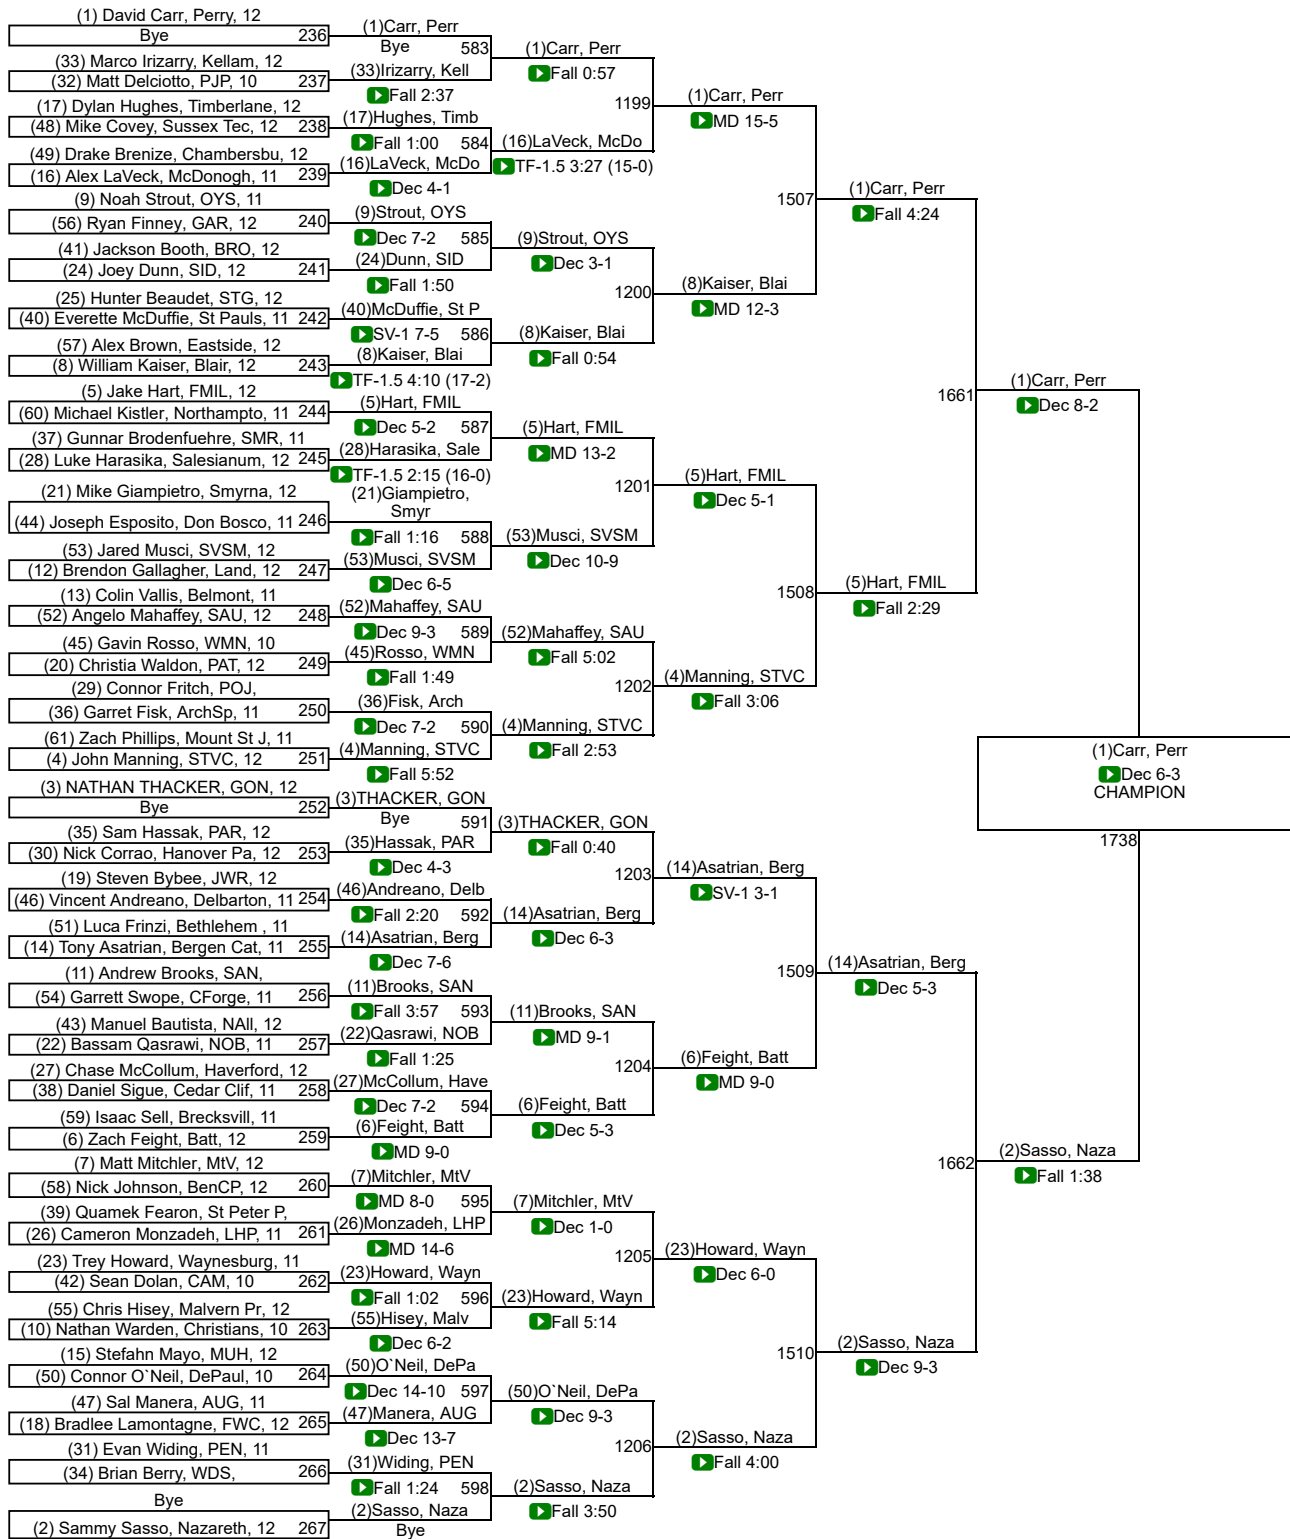 (1) David Carr, Perry, 12
Bye 236
(33) Marco Irizarry, Kellam, 12
(32) Matt Delciotto, PJP, 10 237
(17) Dylan Hughes, Timberlane, 12
(48) Mike Covey, Sussex Tec, 12 238
(49) Drake Brenize, Chambersbu, 12
(16) Alex LaVeck, McDonogh, 11 239
(9) Noah Strout, OYS, 11
(56) Ryan Finney, GAR, 12 240
(41) Jackson Booth, BRO, 12
(24) Joey Dunn, SID, 12 241
(25) Hunter Beaudet, STG, 12
(40) Everette McDuffie, St Pauls, 11 242
(57) Alex Brown, Eastside, 12
(8) William Kaiser, Blair, 12 243
(5) Jake Hart, FMIL, 12
(60) Michael Kistler, Northampto, 11 244
(37) Gunnar Brodenfuehre, SMR, 11
(28) Luke Harasika, Salesianum, 12 245
(21) Mike Giampietro, Smyrna, 12
(44) Joseph Esposito, Don Bosco, 11 246
(53) Jared Musci, SVSM, 12
(12) Brendon Gallagher, Land, 12 247
(13) Colin Vallis, Belmont, 11
(52) Angelo Mahaffey, SAU, 12 248
(45) Gavin Rosso, WMN, 10
(20) Christia Waldon, PAT, 12 249
(29) Connor Fritch, POJ,
(36) Garret Fisk, ArchSp, 11 250
(61) Zach Phillips, Mount St J, 11
(4) John Manning, STVC, 12 251
(3) NATHAN THACKER, GON, 12
Bye 252
(35) Sam Hassak, PAR, 12
(30) Nick Corrao, Hanover Pa, 12 253
(19) Steven Bybee, JWR, 12
(46) Vincent Andreano, Delbarton, 11 254
(51) Luca Frinzi, Bethlehem , 11
(14) Tony Asatrian, Bergen Cat, 11 255
(11) Andrew Brooks, SAN,
(54) Garrett Swope, CForge, 11 256
(43) Manuel Bautista, NAll, 12
(22) Bassam Qasrawi, NOB, 11 257
(27) Chase McCollum, Haverford, 12
(38) Daniel Sigue, Cedar Clif, 11 258
(59) Isaac Sell, Brecksvill, 11
(6) Zach Feight, Batt, 12 259
(7) Matt Mitchler, MtV, 12
(58) Nick Johnson, BenCP, 12 260
(39) Quamek Fearon, St Peter P,
(26) Cameron Monzadeh, LHP, 11 261
(23) Trey Howard, Waynesburg, 11
(42) Sean Dolan, CAM, 10 262
(55) Chris Hisey, Malvern Pr, 12
(10) Nathan Warden, Christians, 10 263
(15) Stefahn Mayo, MUH, 12
(50) Connor O`Neil, DePaul, 10 264
(47) Sal Manera, AUG, 11
(18) Bradlee Lamontagne, FWC, 12 265
(31) Evan Widing, PEN, 11
(34) Brian Berry, WDS, 266
Bye
(2) Sammy Sasso, Nazareth, 12 267
(1)Carr, Perr
Bye 583
(33)Irizarry, Kell
Fall 2:37
(17)Hughes, Timb
Fall 1:00 584
(16)LaVeck, McDo
Dec 4-1
(9)Strout, OYS
Dec 7-2 585
(24)Dunn, SID
Fall 1:50
(40)McDuffie, St P
SV-1 7-5 586
(8)Kaiser, Blai
TF-1.5 4:10 (17-2)
(5)Hart, FMIL
Dec 5-2 587
(28)Harasika, Sale
TF-1.5 2:15 (16-0)
(21)Giampietro,
Smyr
Fall 1:16 588
(53)Musci, SVSM
Dec 6-5
(52)Mahaffey, SAU
Dec 9-3 589
(45)Rosso, WMN
Fall 1:49
(36)Fisk, Arch
Dec 7-2 590
(4)Manning, STVC
Fall 5:52
(3)THACKER, GON
Bye 591
(35)Hassak, PAR
Dec 4-3
(46)Andreano, Delb
Fall 2:20 592
(14)Asatrian, Berg
Dec 7-6
(11)Brooks, SAN
Fall 3:57 593
(22)Qasrawi, NOB
Fall 1:25
(27)McCollum, Have
Dec 7-2 594
(6)Feight, Batt
MD 9-0
(7)Mitchler, MtV
MD 8-0 595
(26)Monzadeh, LHP
MD 14-6
(23)Howard, Wayn
Fall 1:02 596
(55)Hisey, Malv
Dec 6-2
(50)O`Neil, DePa
Dec 14-10 597
(47)Manera, AUG
Dec 13-7
(31)Widing, PEN
Fall 1:24 598
(2)Sasso, Naza
Bye
(1)Carr, Perr
Fall 0:57
1199
(16)LaVeck, McDo
TF-1.5 3:27 (15-0)
(9)Strout, OYS
Dec 3-1
1200
(8)Kaiser, Blai
Fall 0:54
(5)Hart, FMIL
MD 13-2
1201
(53)Musci, SVSM
Dec 10-9
(52)Mahaffey, SAU
Fall 5:02
1202
(4)Manning, STVC
Fall 2:53
(3)THACKER, GON
Fall 0:40
1203
(14)Asatrian, Berg
Dec 6-3
(11)Brooks, SAN
MD 9-1
1204
(6)Feight, Batt
Dec 5-3
(7)Mitchler, MtV
Dec 1-0
1205
(23)Howard, Wayn
Fall 5:14
(50)O`Neil, DePa
Dec 9-3
1206
(2)Sasso, Naza
Fall 3:50
(1)Carr, Perr
MD 15-5
1507
(8)Kaiser, Blai
MD 12-3
(5)Hart, FMIL
Dec 5-1
1508
(4)Manning, STVC
Fall 3:06
(14)Asatrian, Berg
SV-1 3-1
1509
(6)Feight, Batt
MD 9-0
(23)Howard, Wayn
Dec 6-0
1510
(2)Sasso, Naza
Fall 4:00
(1)Carr, Perr
Fall 4:24
1661
(5)Hart, FMIL
Fall 2:29
(14)Asatrian, Berg
Dec 5-3
1662
(2)Sasso, Naza
Dec 9-3
(1)Carr, Perr
Dec 8-2
(2)Sasso, Naza
Fall 1:38
(1)Carr, Perr
Dec 6-3
CHAMPION
1738